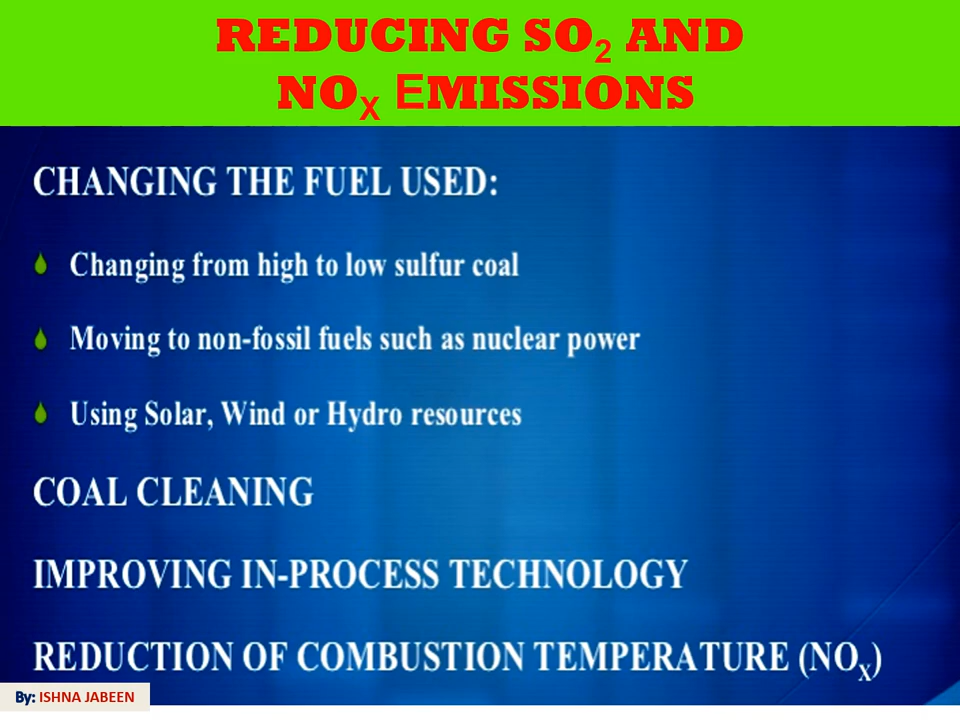 REDUCING SO₂ AND
NOX EMISSIONS
CHANGING THE FUEL USED:
Changing from high to low sulfur coal
Moving to non-fossil fuels such as nuclear power
Using Solar, Wind or Hydro resources
COAL CLEANING
IMPROVING IN-PROCESS TECHNOLOGY
REDUCTION OF COMBUSTION TEMPERATURE (NOX)
By: ISHNA JABEEN